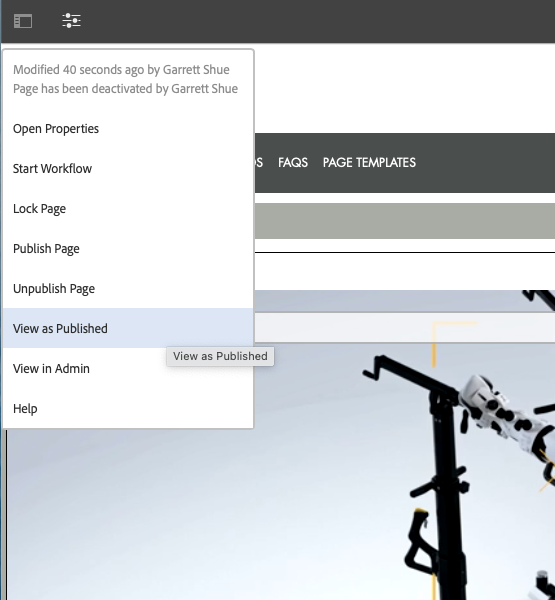 Modified 40 seconds ago by Garrett Shue
Page has been deactivated by Garrett Shue
Open Properties
Start Workflow
FAQS PAGE TEMPLATES
Lock Page
Publish Page
Unpublish Page
View as Published
View as Published
View in Admin
Help